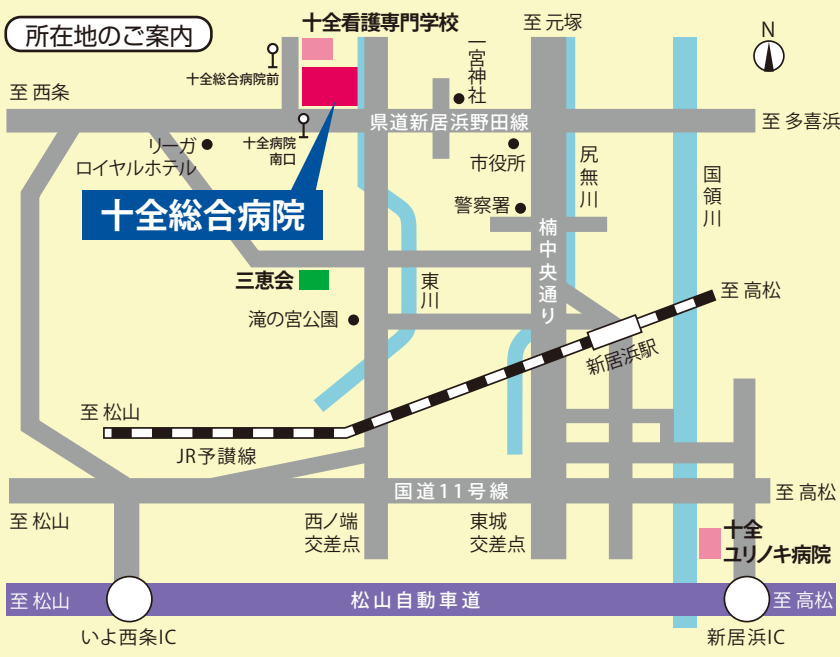 所在地のご案内
十全看護専門学校
至 元塚
N
十全総合病院前
一宮神社
至 西条
県道新居浜野田線
至 多喜浜
リーガ
ロイヤルホテル
十全病院
南口
市役所
尻無川
国領川
十全総合病院
警察署
楠中央通り
三恵会
東川
至 高松
滝の宮公園
新居浜駅
至 松山
JR予讃線
国道11号線
至 高松
至 松山
西ノ端
交差点
東城
交差点
十全
ユリノキ病院
至 松山
松山自動車道
至 高松
いよ西条IC
新居浜IC